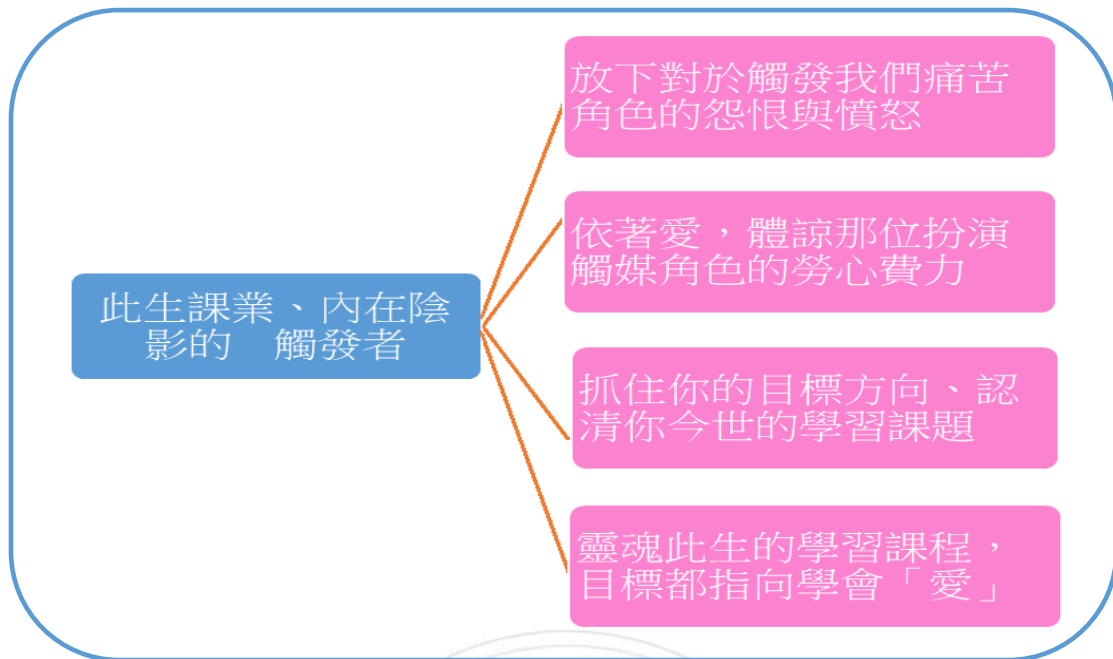 放下對於觸發我們痛苦
角色的怨恨與憤怒
依著愛，體諒那位扮演
觸媒角色的勞心費力
此生課業、內在陰
影的　觸發者
抓住你的目標方向、認
清你今世的學習課題
靈魂此生的學習課程，
目標都指向學會「愛」